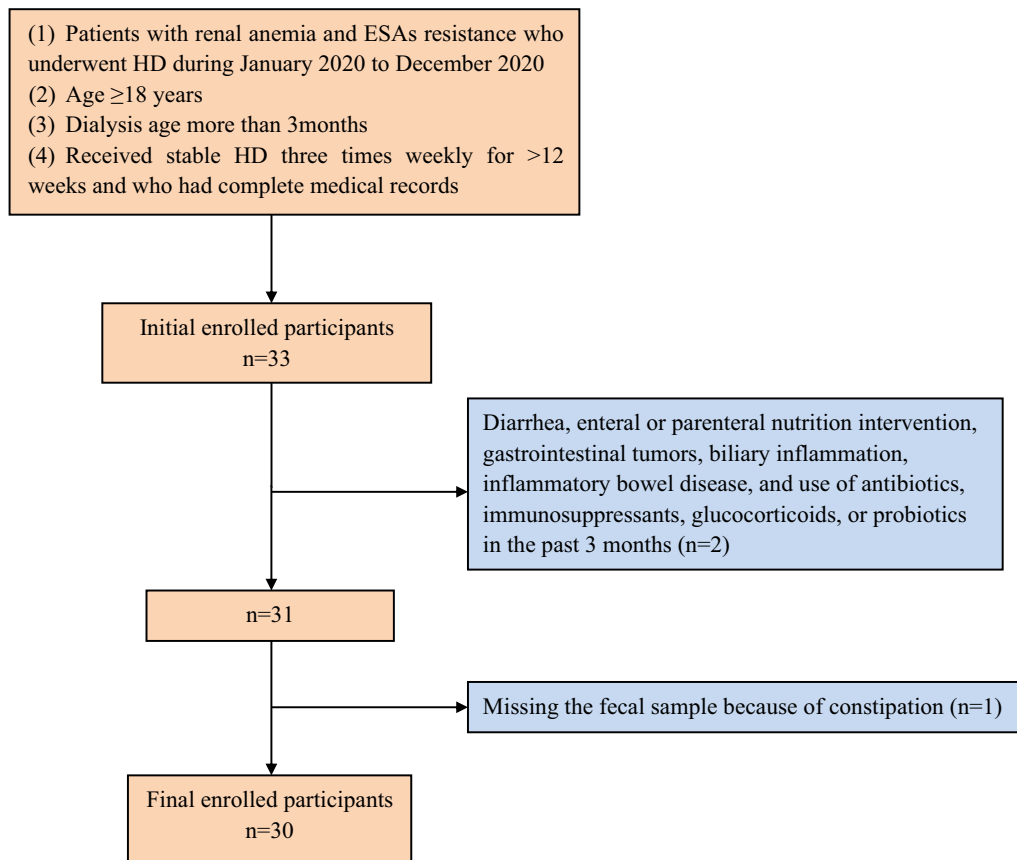 (1) Patients with renal anemia and ESAs resistance who
underwent HD during January 2020 to December 2020
(2) Age ≥18 years
(3) Dialysis age more than 3months
(4) Received stable HD three times weekly for >12
weeks and who had complete medical records
Initial enrolled participants
n=33
Diarrhea, enteral or parenteral nutrition intervention,
gastrointestinal tumors, biliary inflammation,
inflammatory bowel disease, and use of antibiotics,
immunosuppressants, glucocorticoids, or probiotics
in the past 3 months (n=2)
n=31
Missing the fecal sample because of constipation (n=1)
Final enrolled participants
n=30